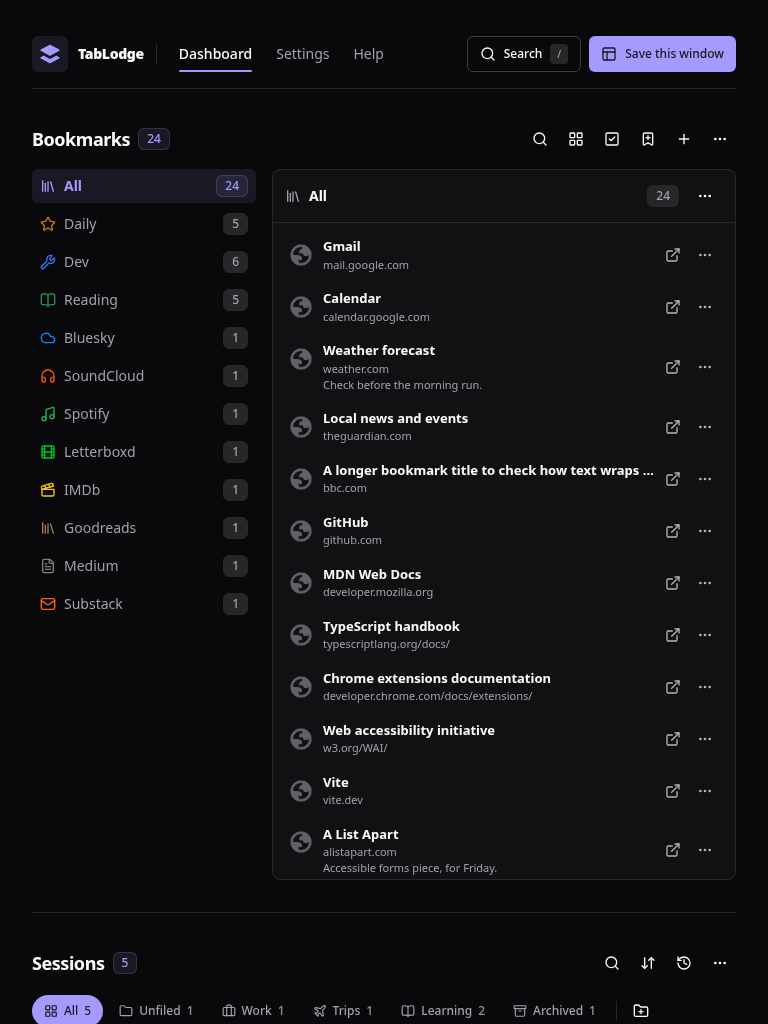 TabLodge
Dashboard
Settings
Help
Search /
Save this window
Bookmarks 24
All 24
Daily 5
Dev 6
Reading 5
Bluesky 1
SoundCloud 1
Spotify 1
Letterboxd 1
IMDb 1
Goodreads 1
Medium 1
Substack 1
All 24
Gmail
mail.google.com
Calendar
calendar.google.com
Weather forecast
weather.com
Check before the morning run.
Local news and events
theguardian.com
A longer bookmark title to check how text wraps ...
bbc.com
GitHub
github.com
MDN Web Docs
developer.mozilla.org
TypeScript handbook
typescriptlang.org/docs/
Chrome extensions documentation
developer.chrome.com/docs/extensions/
Web accessibility initiative
w3.org/WAI/
Vite
vite.dev
A List Apart
alistapart.com
Accessible forms piece, for Friday.
Sessions 5
All 5
Unfiled 1
Work 1
Trips 1
Learning 2
Archived 1